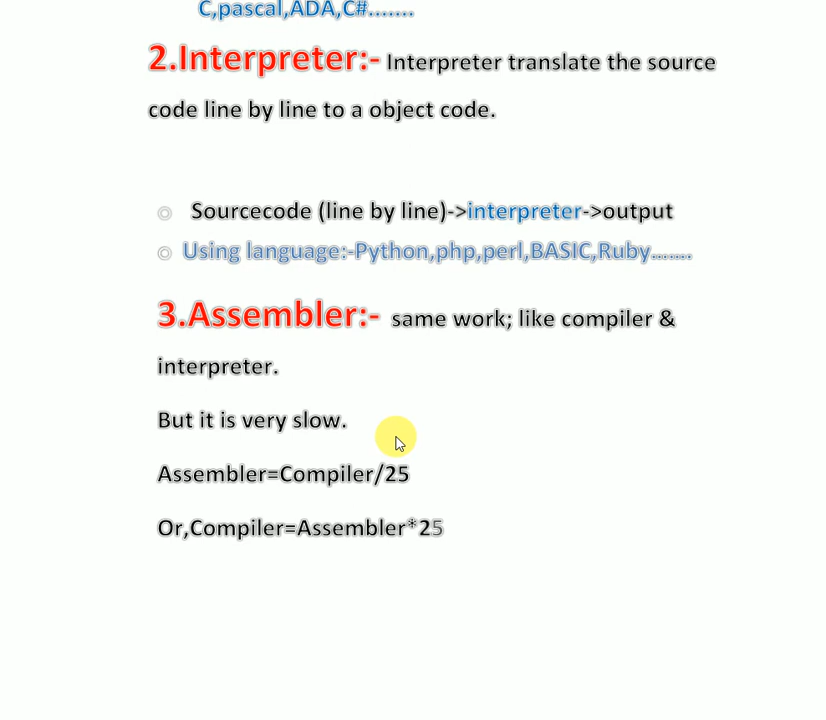 C,pascal,ADA,C#.......
2.Interpreter:- Interpreter translate the source
code line by line to a object code.
Sourcecode (line by line)->interpreter->output
Using language:-Python,php,perl,BASIC,Ruby.......
3.Assembler:- same work; like compiler &
interpreter.
But it is very slow.
Assembler=Compiler/25
Or,Compiler=Assembler*25